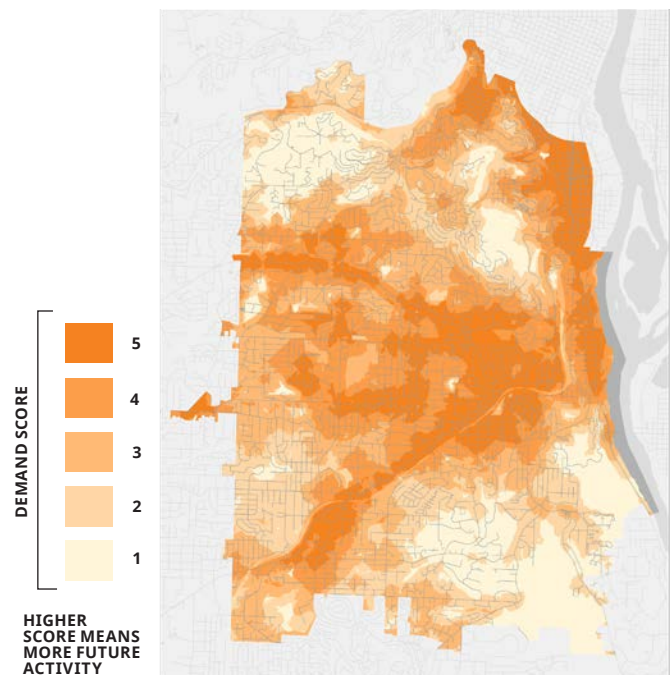 DEMAND SCORE
5
4
3
2
1
HIGHER
SCORE MEANS
MORE FUTURE
ACTIVITY